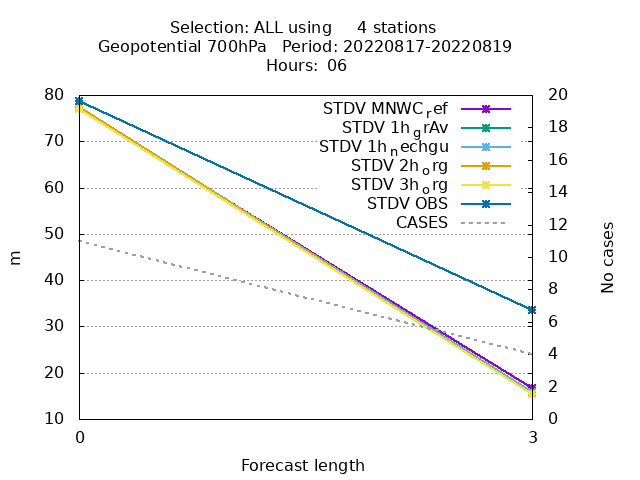 Selection: ALL using     4 stations
Geopotential 700hPa   Period: 20220817-20220819
Hours: 06
80
70
60
50
40
30
20
10
m
STDV MNWC_ref
STDV 1h_grAv
STDV 1h_nechgu
STDV 2h_org
STDV 3h_org
STDV OBS
CASES
20
18
16
14
12
10
8
6
4
2
0
No cases
0
3
Forecast length